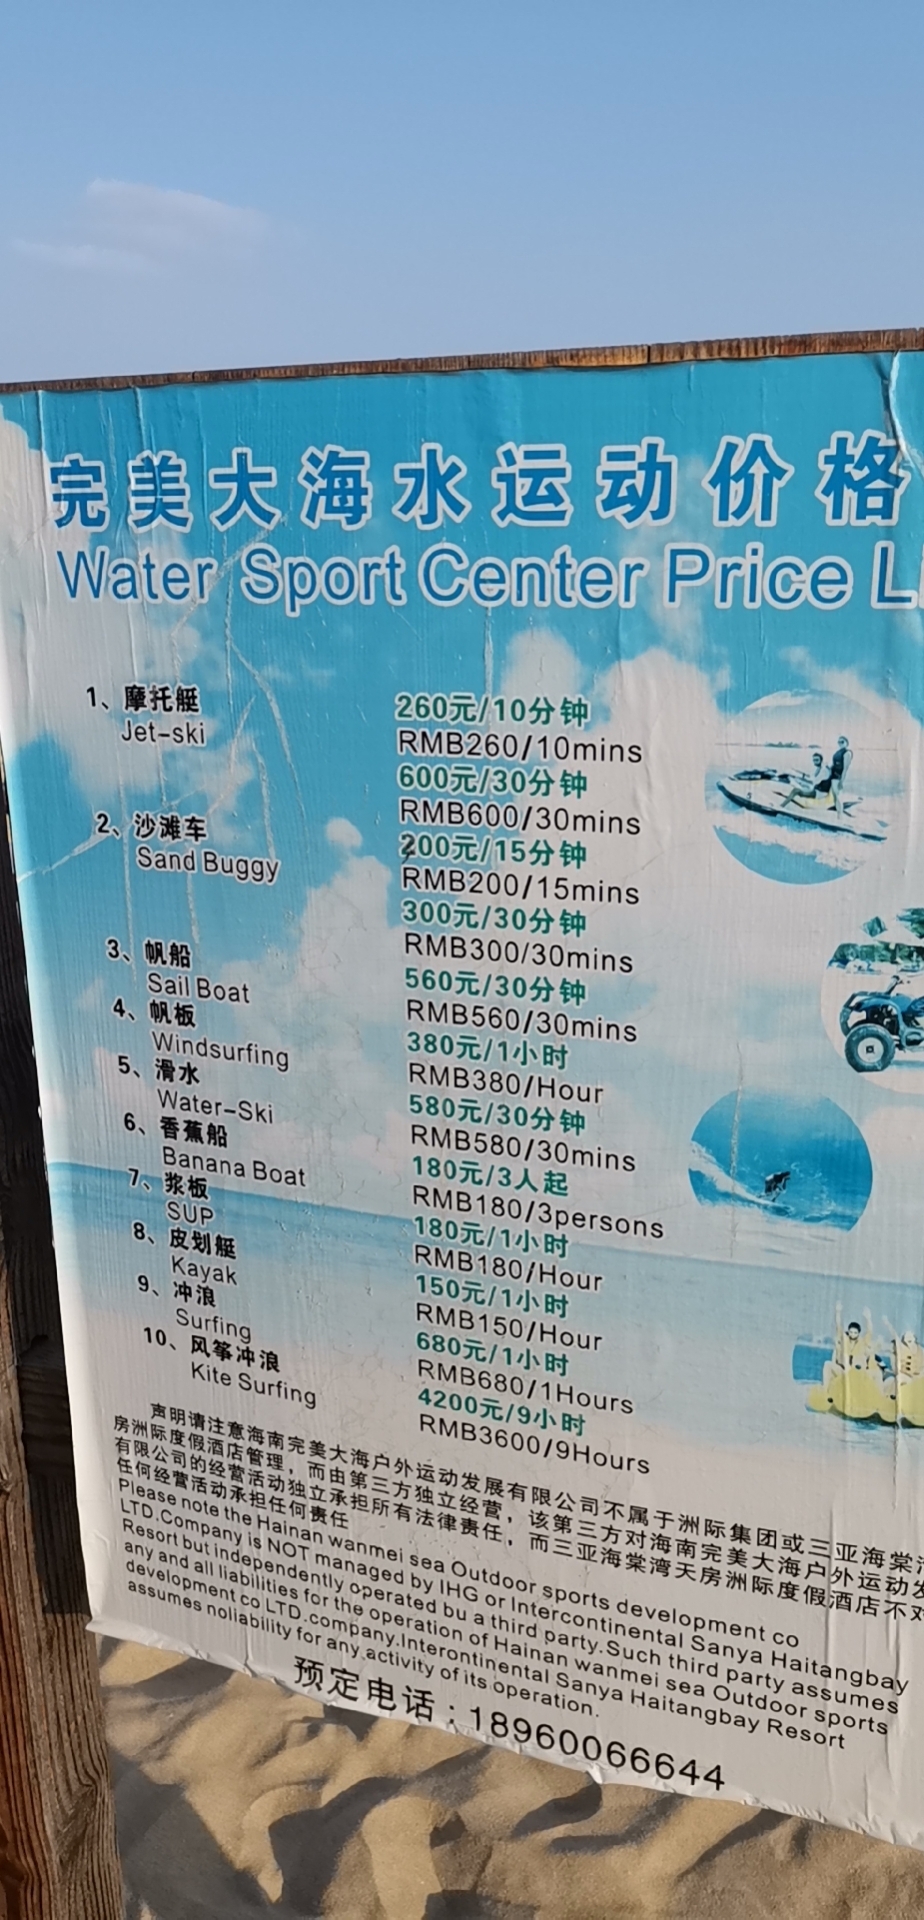 完美大海水运动价格
Water Sport Center Price L
1、摩托艇
260元/10分钟
Jet-ski
RMB260/10mins
600元/30分钟
RMB600/30mins
2、沙滩车
200元/15分钟
Sand Buggy
RMB200/15mins
300元/30分钟
RMB300/30mins
3、帆船
560元/30分钟
Sail Boat
RMB560/30mins
4、帆板
380元/1小时
Windsurfing
RMB380/Hour
5、滑水
580元/30分钟
Water-Ski
RMB580/30mins
6、香蕉船
180元/3人起
Banana Boat
RMB180/3persons
7、浆板
180元/1小时
SUP
RMB180/Hour
8、皮划艇
150元/1小时
Kayak
RMB150/Hour
9、冲浪
680元/1小时
Surfing
RMB680/1Hours
10、风筝冲浪
4200元/9小时
Kite Surfing
RMB3600/9Hours
声明请注意海南完美大海户外运动发展有限公司不属于洲际集团或三亚海棠
房洲际度假酒店管理，而由第三方独立经营，该第三方对海南完美大海户外运动发
有限公司的经营活动独立承担所有法律责任，而三亚海棠湾天房洲际度假酒店不对
任何经营活动承担任何责任
Please note the Hainan wanmei sea Outdoor sports development co
LTD.Company is NOT managed by IHG or Intercontinental Sanya Haitangbay
Resort but independently operated bu a third party.Such third party assumes
any and all liabilities for the operation of Hainan wanmei sea Outdoor sports
development co LTD.company.Interontinental Sanya Haitangbay Resort
assumes noliability for any activity of its operation.
预定电话：18960066644